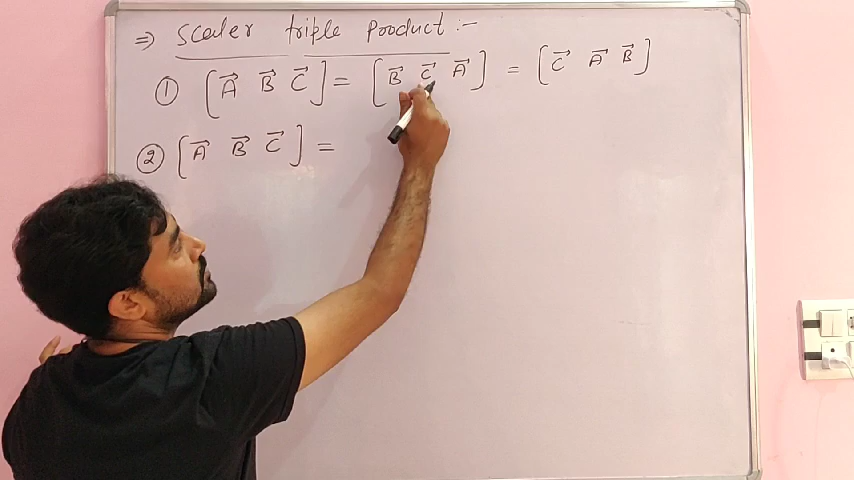 ⇒ Scaler triple Product :-
① [A⃗ B⃗ C⃗] = [B⃗ C⃗ A⃗] = [C⃗ A⃗ B⃗]
② [A⃗ B⃗ C⃗] =